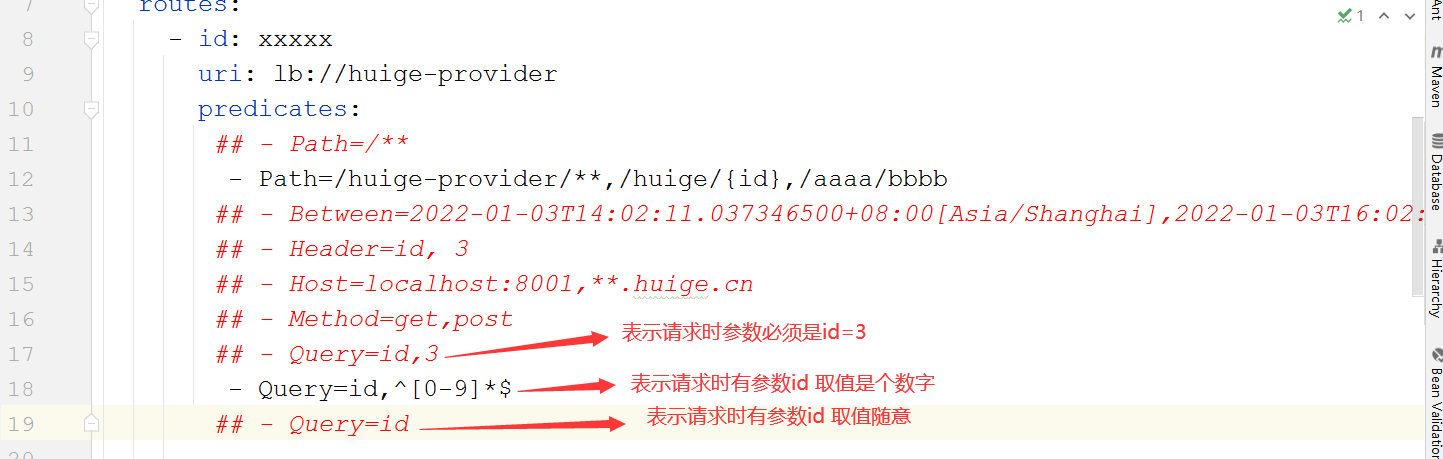 7 routes:
8 - id: xxxxx
9 uri: lb://huige-provider
10 predicates:
11 ## - Path=/**
12 - Path=/huige-provider/**,/huige/{id},/aaaa/bbbb
13 ## - Between=2022-01-03T14:02:11.037346500+08:00[Asia/Shanghai],2022-01-03T16:02:
14 ## - Header=id, 3
15 ## - Host=localhost:8001,**.huige.cn
16 ## - Method=get,post
17 ## - Query=id,3 表示请求时参数必须是id=3
18 - Query=id,^[0-9]*$ 表示请求时有参数id 取值是个数字
19 ## - Query=id 表示请求时有参数id 取值随意
20
1
Ant
Maven
Database
Hierarchy
Bean Validation